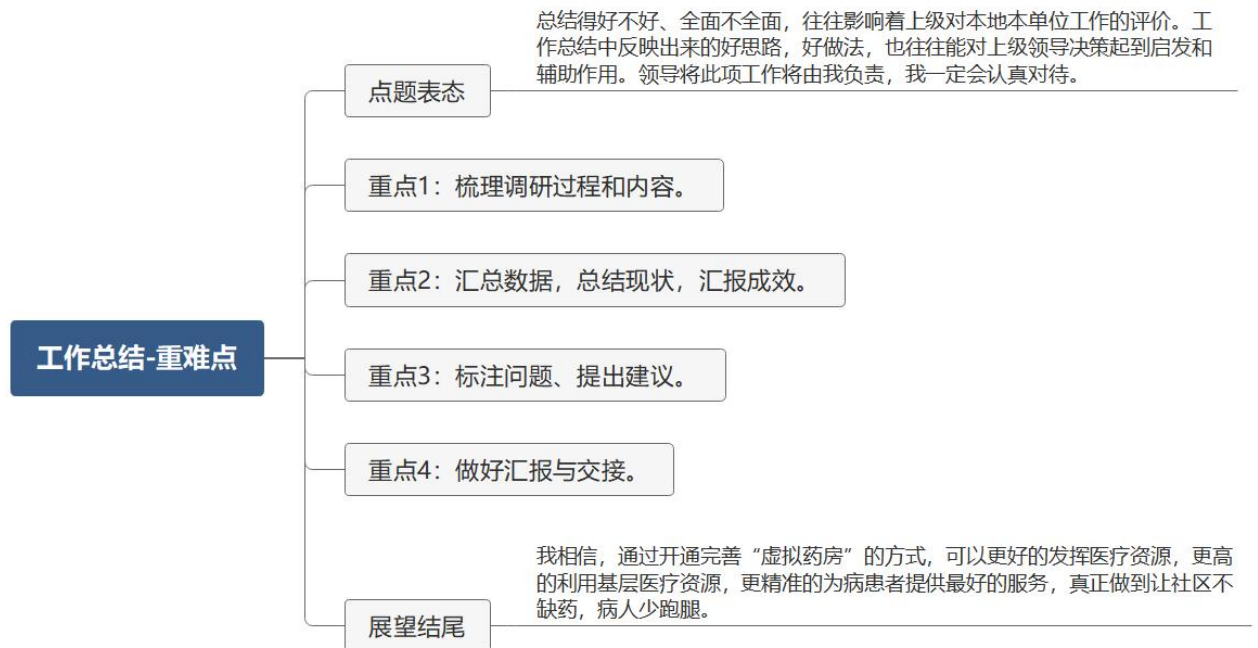 总结得好不好、全面不全面，往往影响着上级对本地本单位工作的评价。工
作总结中反映出来的好思路，好做法，也往往能对上级领导决策起到启发和
辅助作用。领导将此项工作将由我负责，我一定会认真对待。
点题表态
重点1：梳理调研过程和内容。
重点2：汇总数据，总结现状，汇报成效。
工作总结-重难点
重点3：标注问题、提出建议。
重点4：做好汇报与交接。
我相信，通过开通完善“虚拟药房”的方式，可以更好的发挥医疗资源，更高
的利用基层医疗资源，更精准的为病患者提供最好的服务，真正做到让社区不
缺药，病人少跑腿。
展望结尾